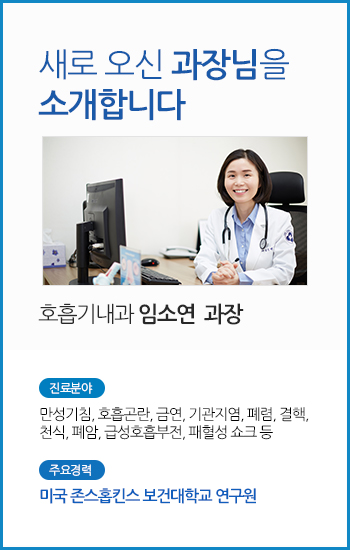 새로 오신 과장님을
소개합니다
호흡기내과 임소연 과장
진료분야
만성기침, 호흡곤란, 금연, 기관지염, 폐렴, 결핵,
천식, 폐암, 급성호흡부전, 패혈성 쇼크 등
주요경력
미국 존스홉킨스 보건대학교 연구원